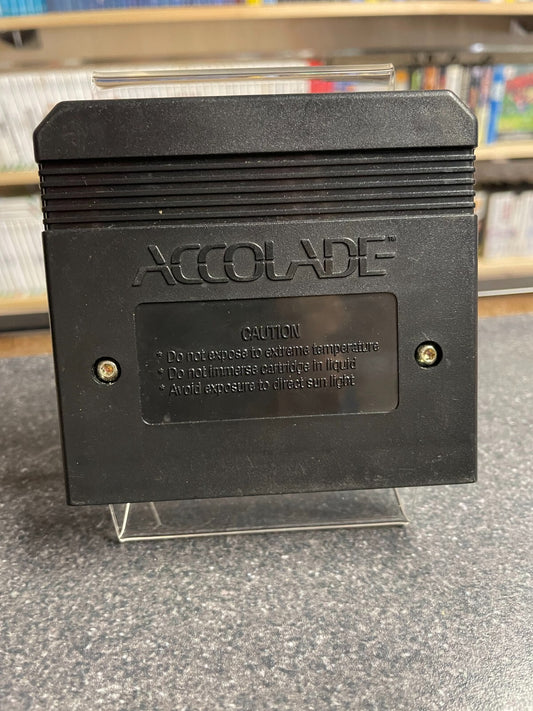 ACCOLADE™
CAUTION
* Do not expose to extreme temperature
* Do not immerse cartridge in liquid
* Avoid exposure to direct sun light